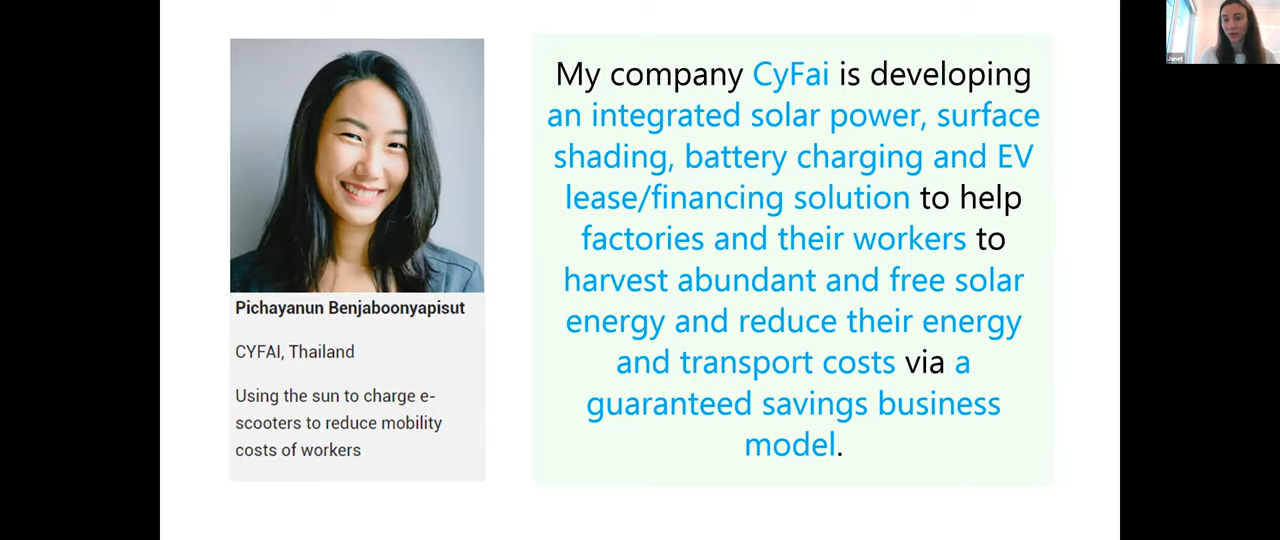 My company CyFai is developing
an integrated solar power, surface
shading, battery charging and EV
lease/financing solution to help
factories and their workers to
harvest abundant and free solar
energy and reduce their energy
and transport costs via a
guaranteed savings business
model.
Pichayanun Benjaboonyapisut
CYFAI, Thailand
Using the sun to charge e-
scooters to reduce mobility
costs of workers
Janet